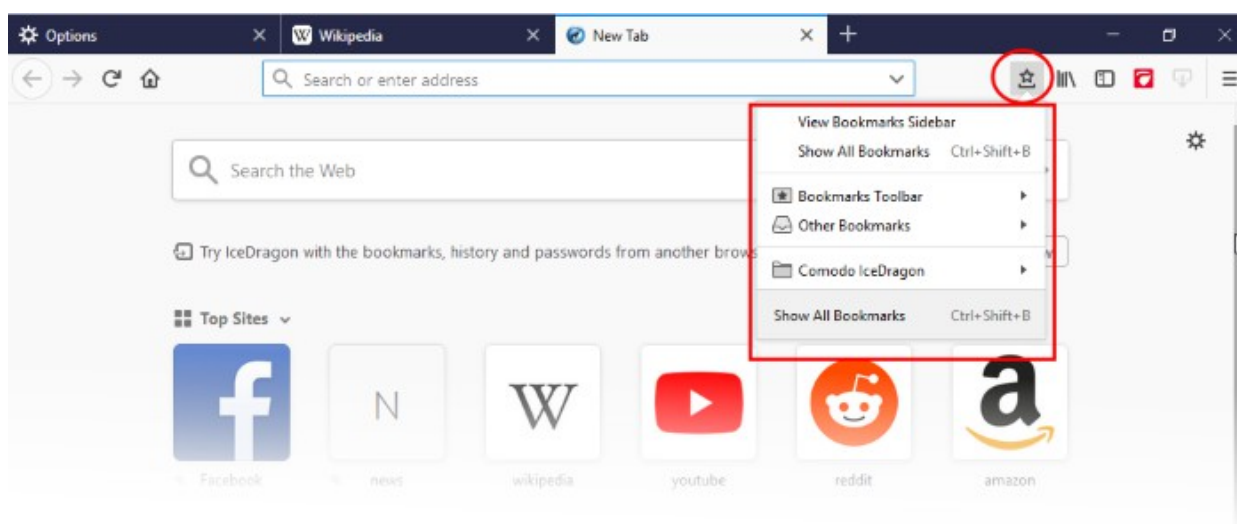 Options
Wikipedia
New Tab
Search or enter address
View Bookmarks Sidebar
Show All Bookmarks Ctrl+Shift+B
Search the Web
Bookmarks Toolbar
Other Bookmarks
Try IceDragon with the bookmarks, history and passwords from another brow
Comodo IceDragon
Top Sites
Show All Bookmarks Ctrl+Shift+B
N
W
a
Facebook
news
wikipedia
youtube
reddit
amazon